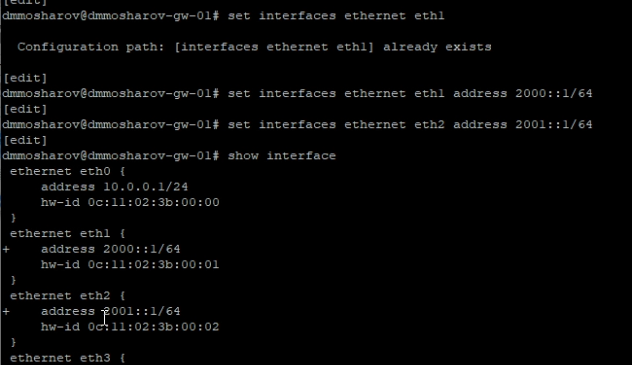 [edit]
dmmosharov@dmmosharov-gw-01# set interfaces ethernet eth1
Configuration path: [interfaces ethernet eth1] already exists
[edit]
dmmosharov@dmmosharov-gw-01# set interfaces ethernet eth1 address 2000::1/64
[edit]
dmmosharov@dmmosharov-gw-01# set interfaces ethernet eth2 address 2001::1/64
[edit]
dmmosharov@dmmosharov-gw-01# show interface
ethernet eth0 {
address 10.0.0.1/24
hw-id 0c:11:02:3b:00:00
}
ethernet eth1 {
+ address 2000::1/64
hw-id 0c:11:02:3b:00:01
}
ethernet eth2 {
+ address 2001::1/64
hw-id 0c:11:02:3b:00:02
}
ethernet eth3 {